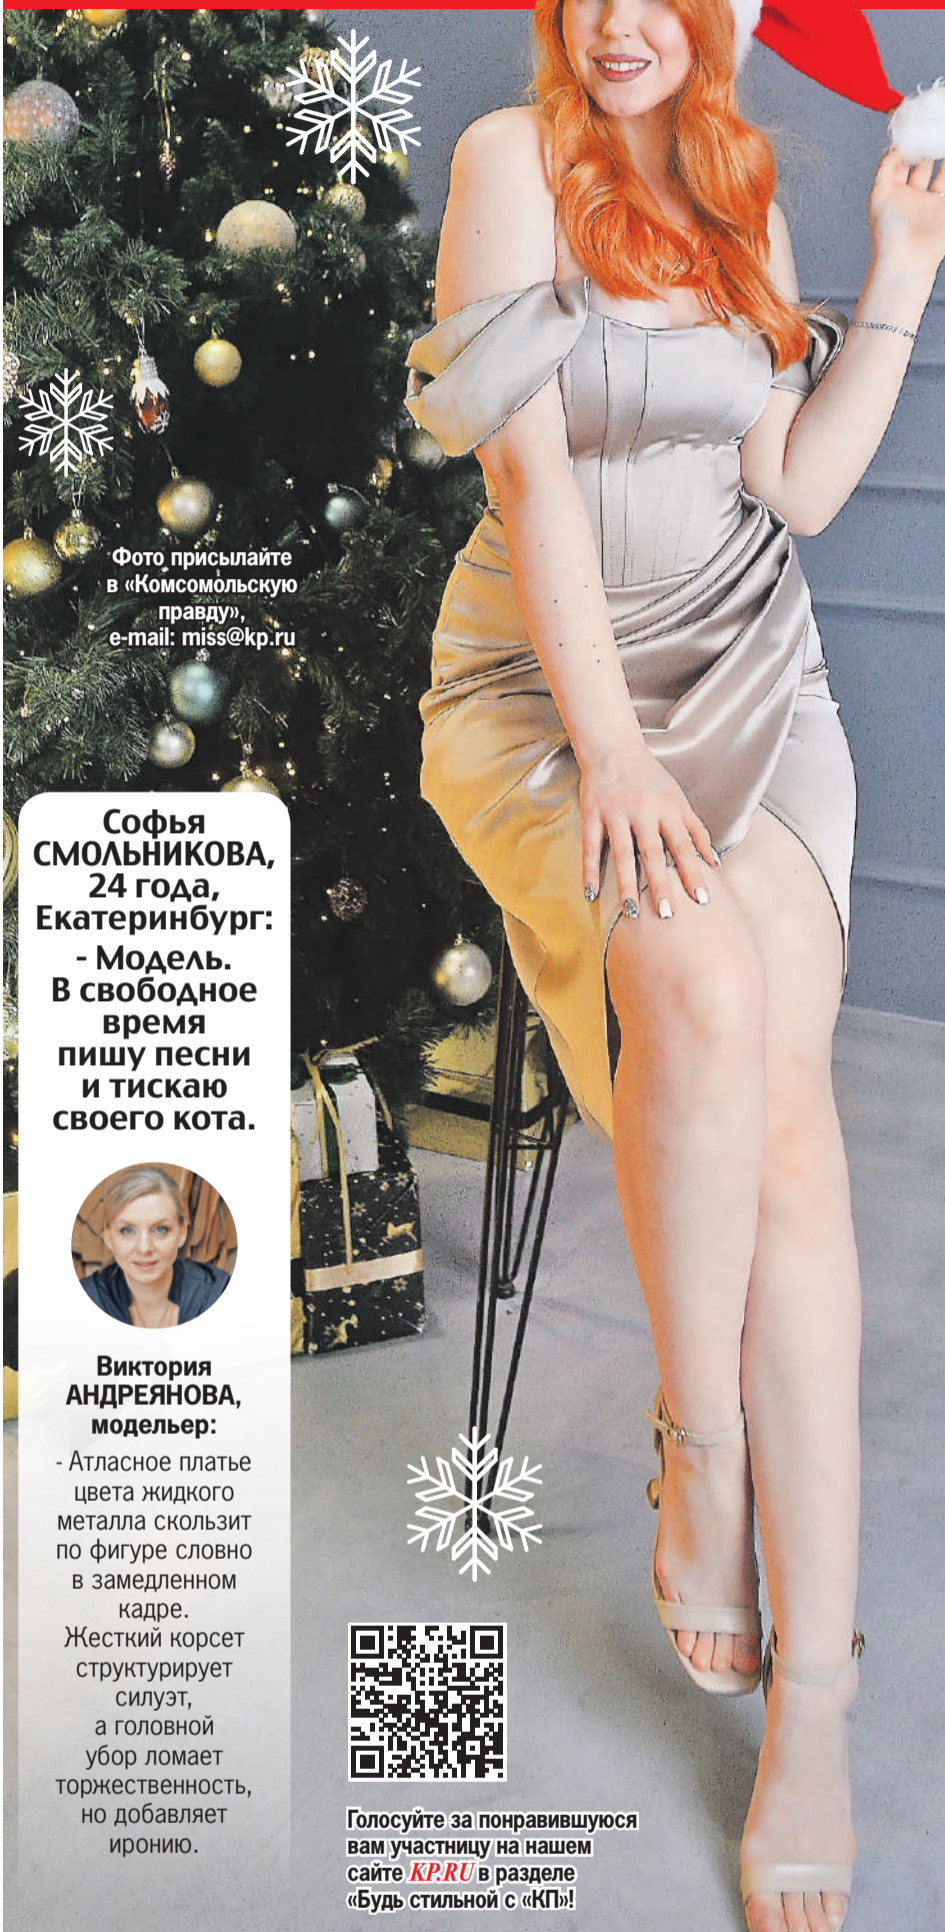 Фото присылайте
в «Комсомольскую
правду»,
e-mail: miss@kp.ru
Софья
СМОЛЬНИКОВА,
24 года,
Екатеринбург:
- Модель.
В свободное
время
пишу песни
и тискаю
своего кота.
Виктория
АНДРЕЯНОВА,
модельер:
- Атласное платье
цвета жидкого
металла скользит
по фигуре словно
в замедленном
кадре.
Жесткий корсет
структурирует
силуэт,
а головной
убор ломает
торжественность,
но добавляет
иронию.
Голосуйте за понравившуюся
вам участницу на нашем
сайте KP.RU в разделе
«Будь стильной с «КП»!